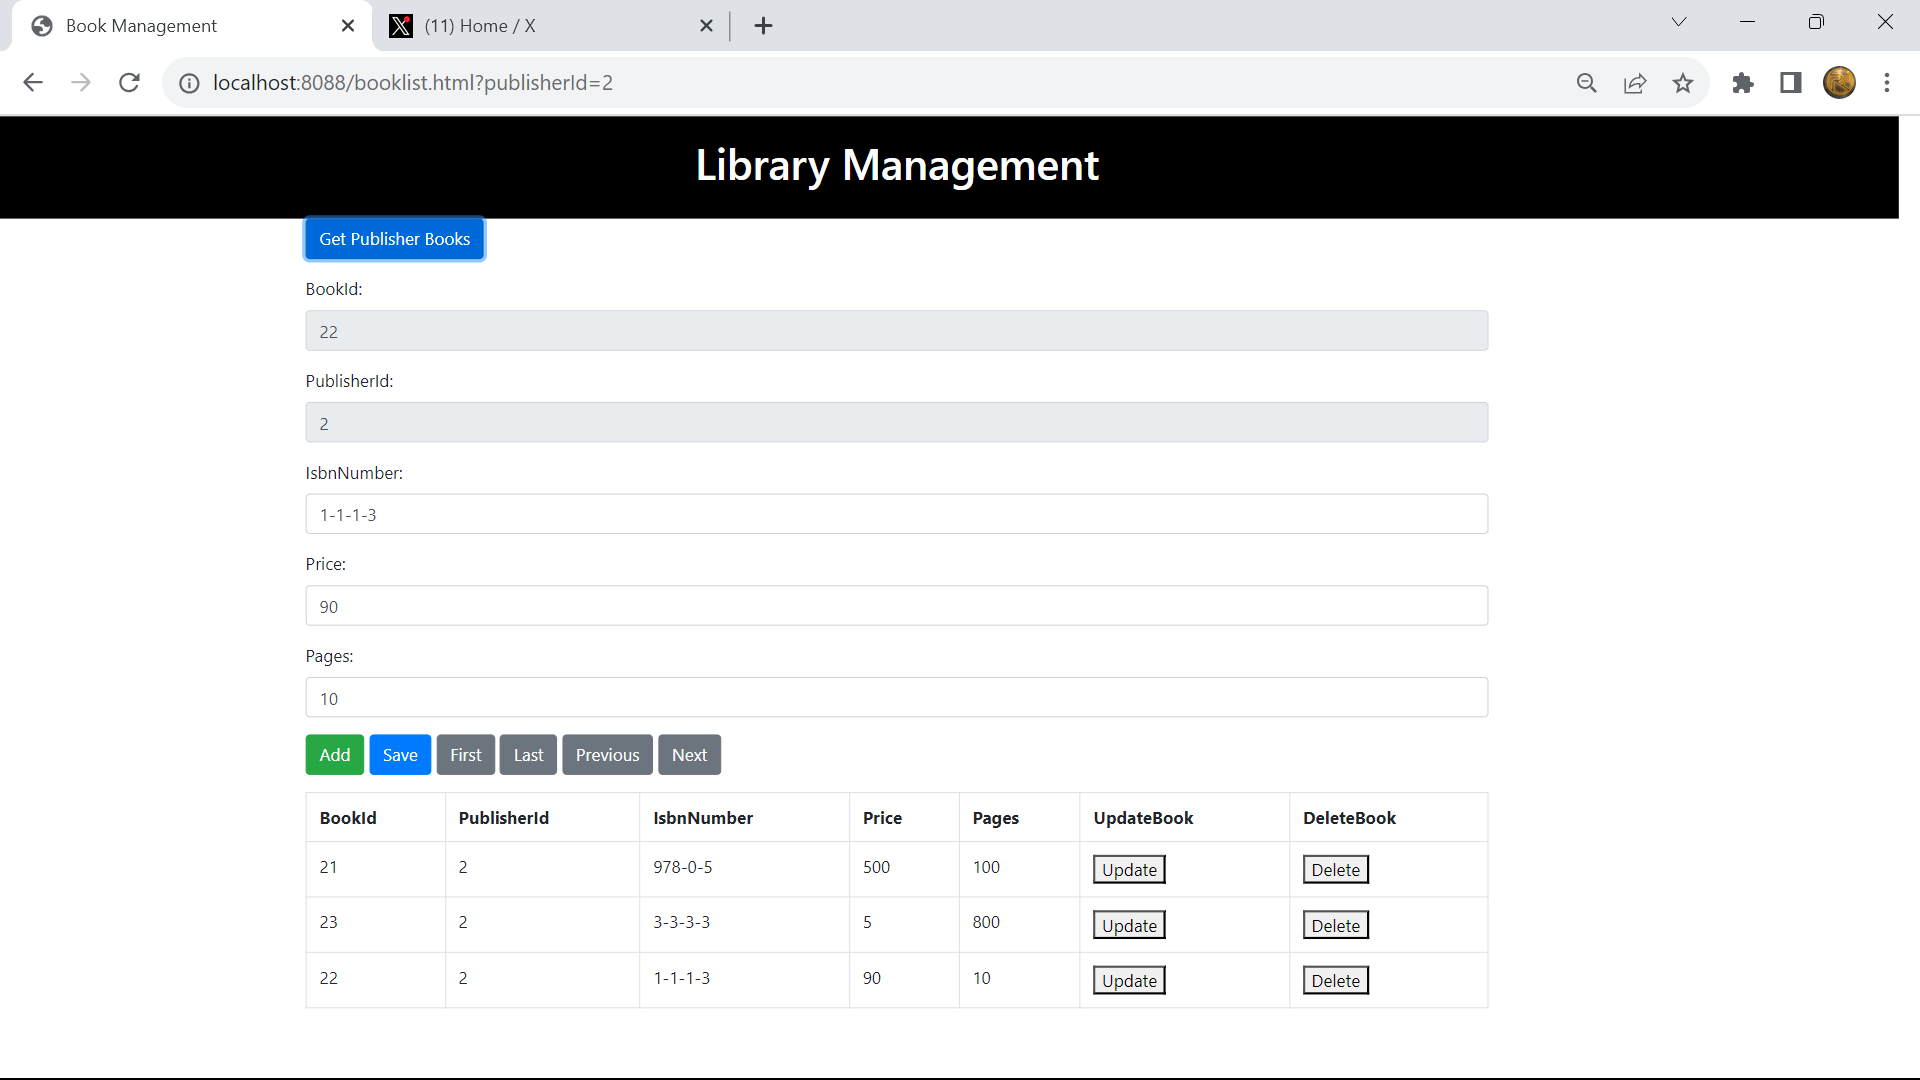 Book Management
(11) Home / X
localhost:8088/booklist.html?publisherId=2
Library Management
Get Publisher Books
BookId:
22
PublisherId:
2
IsbnNumber:
1-1-1-3
Price:
90
Pages:
10
Add Save First Last Previous Next
BookId PublisherId IsbnNumber Price Pages UpdateBook DeleteBook
21 2 978-0-5 500 100 Update Delete
23 2 3-3-3-3 5 800 Update Delete
22 2 1-1-1-3 90 10 Update Delete